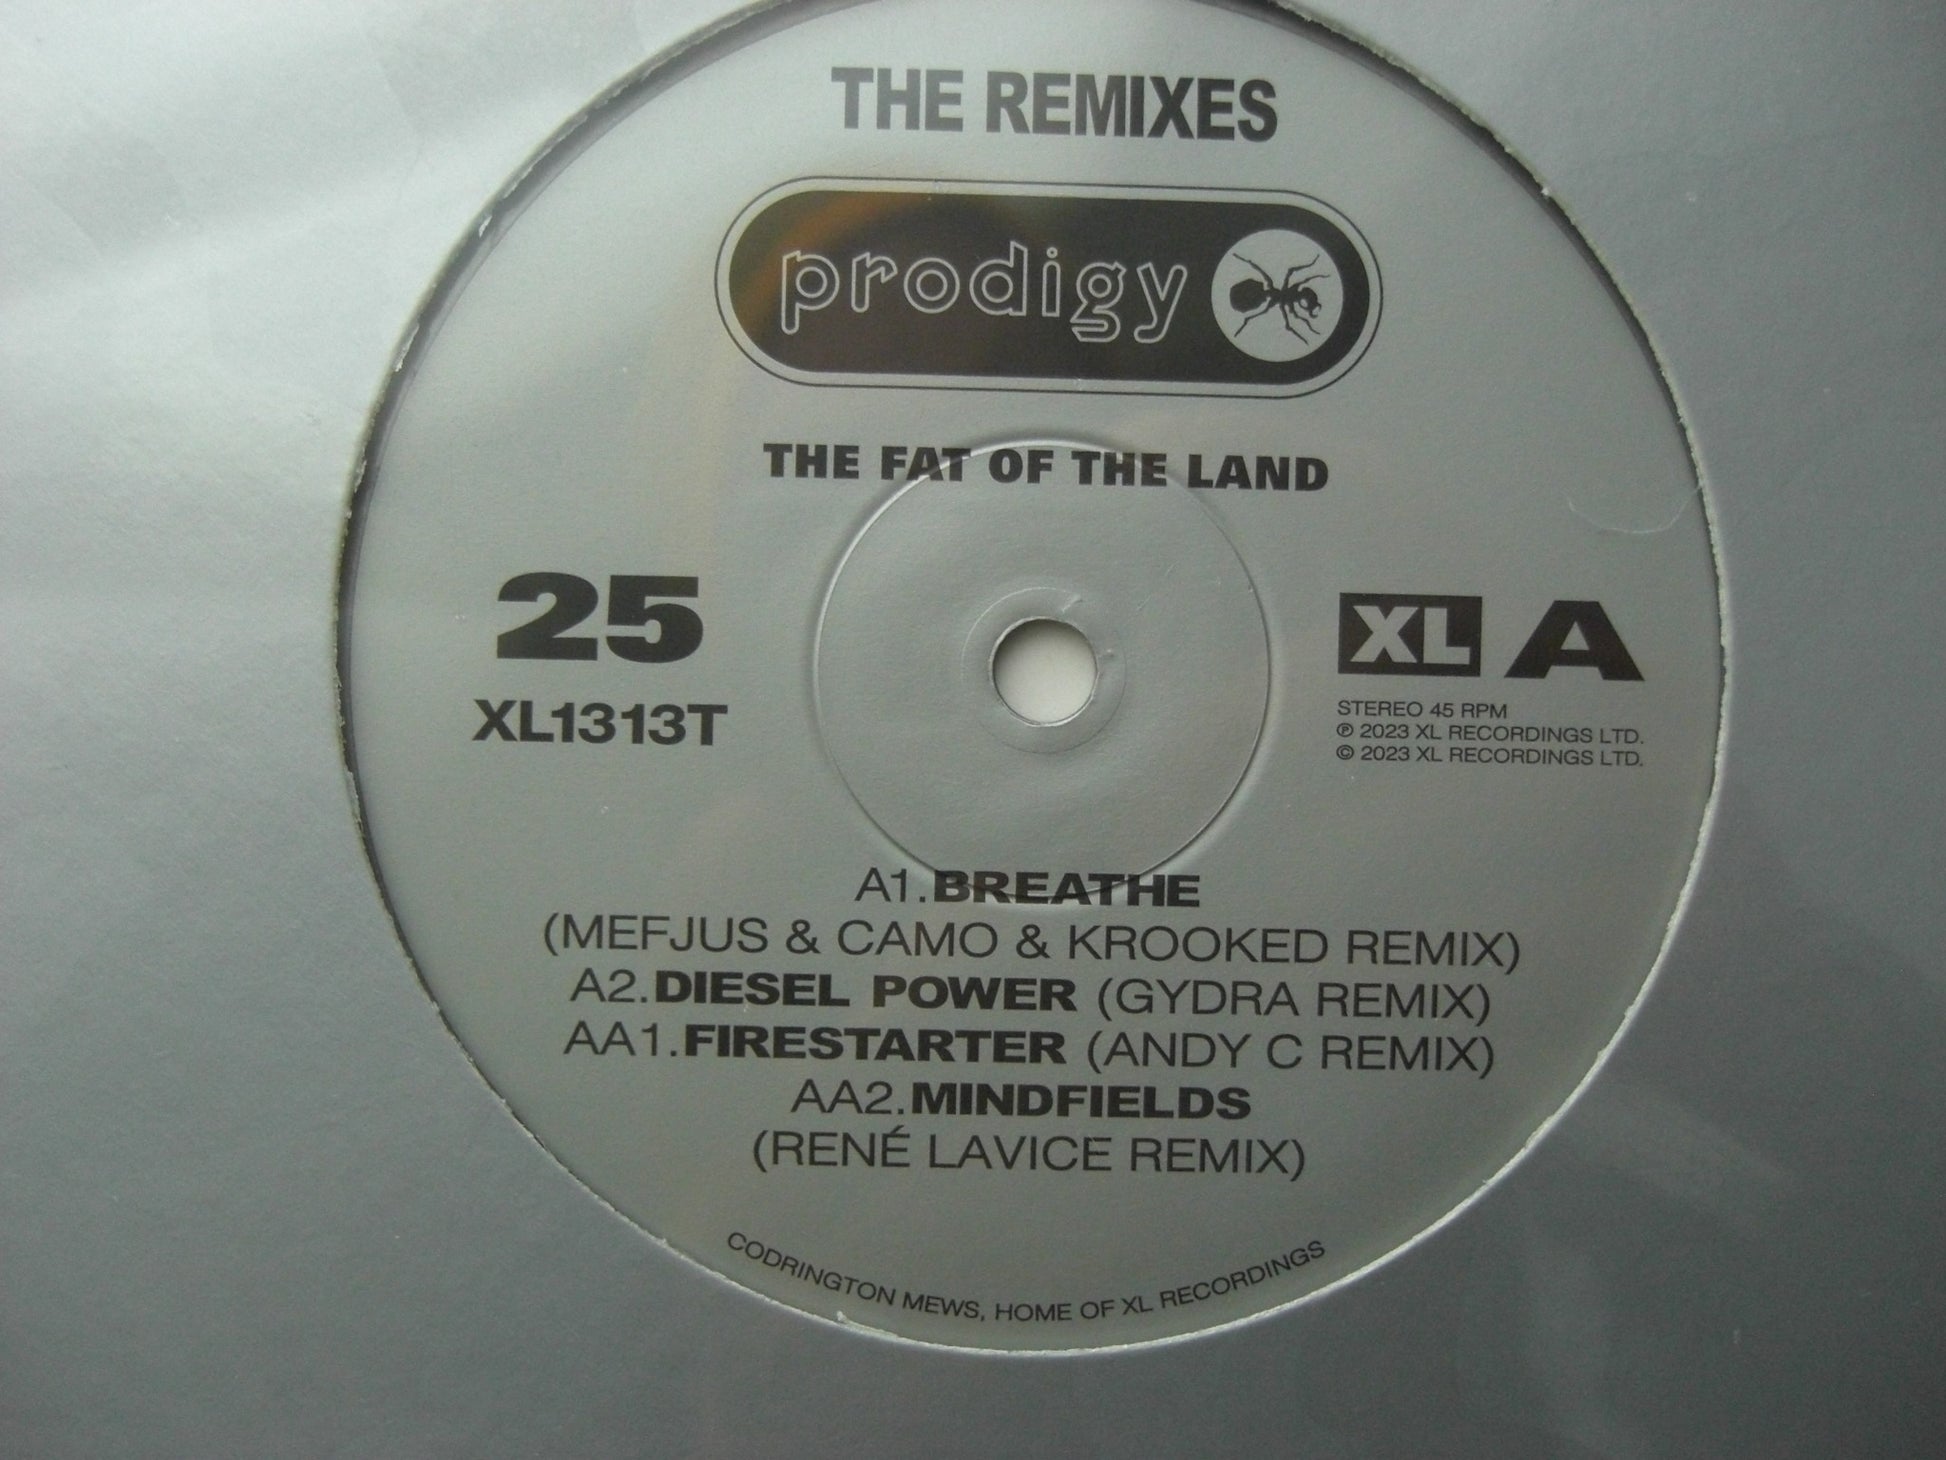 THE REMIXES
prodigy
THE FAT OF THE LAND
25
XL1313T
XL A
STEREO 45 RPM
℗ 2023 XL RECORDINGS LTD.
© 2023 XL RECORDINGS LTD.
A1.BREATHE
(MEFJUS & CAMO & KROOKED REMIX)
A2.DIESEL POWER (GYDRA REMIX)
AA1.FIRESTARTER (ANDY C REMIX)
AA2.MINDFIELDS
(RENÉ LAVICE REMIX)
CODRINGTON MEWS, HOME OF XL RECORDINGS